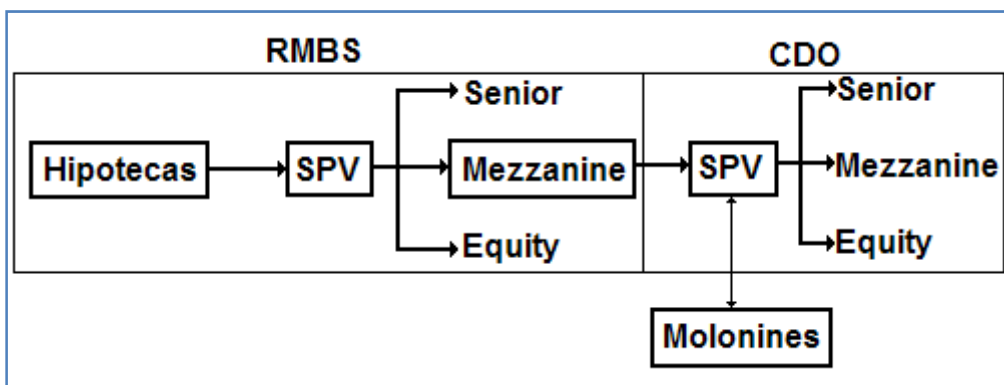 RMBS
CDO
Senior
Senior
Hipotecas
SPV
Mezzanine
SPV
Mezzanine
Equity
Equity
Molonines